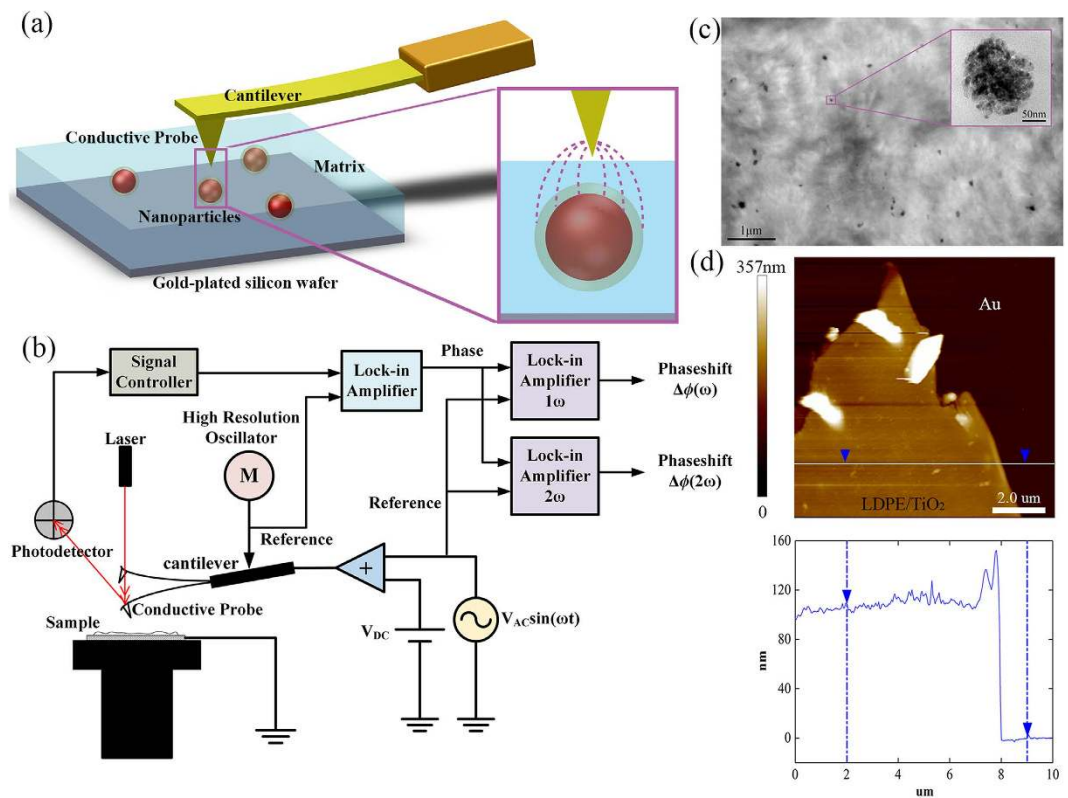 (a)
Cantilever
Conductive Probe
Matrix
Nanoparticles
Gold-plated silicon wafer
(b)
Signal
Controller
Lock-in
Amplifier
Phase
Lock-in
Amplifier
1ω
Phaseshift
Δϕ(ω)
High Resolution
Oscillator
M
Laser
Lock-in
Amplifier
2ω
Phaseshift
Δϕ(2ω)
Reference
Reference
Photodetector
cantilever
+
Conductive Probe
Sample
V_DC
V_AC sin(ωt)
(c)
50nm
1μm
(d)
357nm
0
Au
LDPE/TiO₂
2.0 um
160
120
80
40
0
nm
0 2 4 6 8 10
um